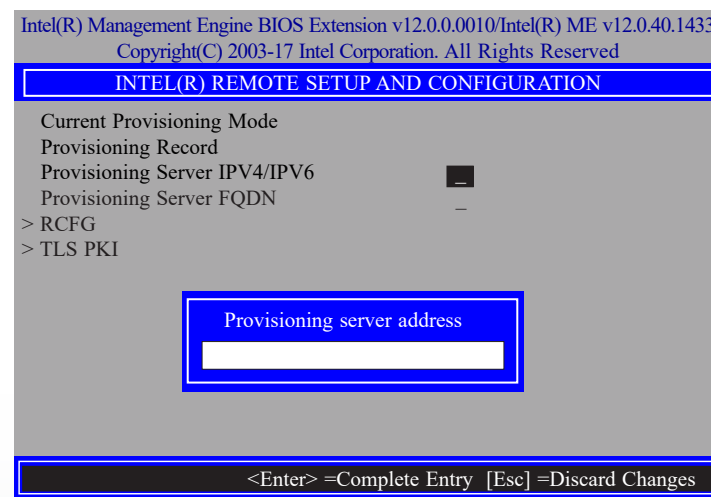 Intel(R) Management Engine BIOS Extension v12.0.0.0010/Intel(R) ME v12.0.40.1433
Copyright(C) 2003-17 Intel Corporation. All Rights Reserved
INTEL(R) REMOTE SETUP AND CONFIGURATION
Current Provisioning Mode
Provisioning Record
Provisioning Server IPV4/IPV6 _
Provisioning Server FQDN _
> RCFG
> TLS PKI
Provisioning server address
<Enter> =Complete Entry [Esc] =Discard Changes